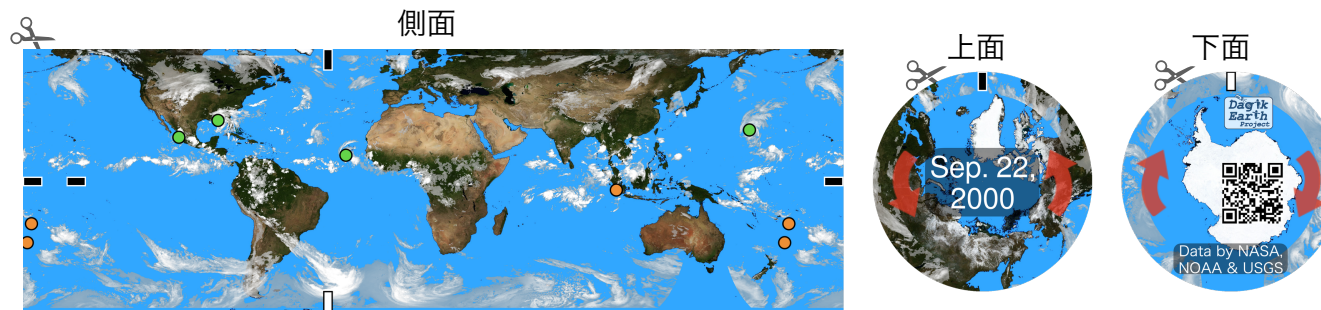 側面
上面
下面
Sep. 22,
2000
Dagik
Earth
Project
Data by NASA,
NOAA & USGS